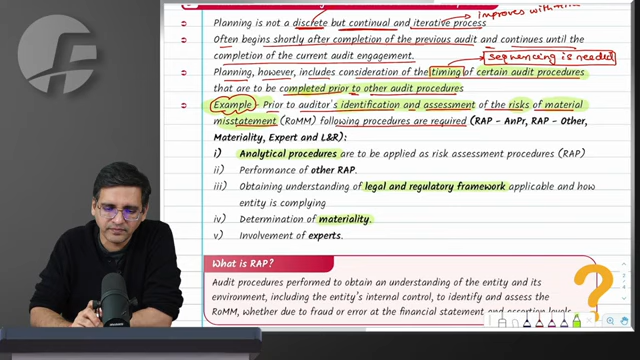 improves with time
Planning is not a discrete but continual and iterative process
Often begins shortly after completion of the previous audit and continues until the
completion of the current audit engagement.
sequencing is needed
Planning, however, includes consideration of the timing of certain audit procedures
that are to be completed prior to other audit procedures
Example - Prior to auditor's identification and assessment of the risks of material
misstatement (RoMM) following procedures are required (RAP - AnPr, RAP - Other,
Materiality, Expert and L&R):
i) Analytical procedures are to be applied as risk assessment procedures (RAP)
ii) Performance of other RAP.
iii) Obtaining understanding of legal and regulatory framework applicable and how
entity is complying
iv) Determination of materiality.
v) Involvement of experts.
What is RAP?
Audit procedures performed to obtain an understanding of the entity and its
environment, including the entity's internal control, to identify and assess the
RoMM, whether due to fraud or error at the financial statement and assertion levels